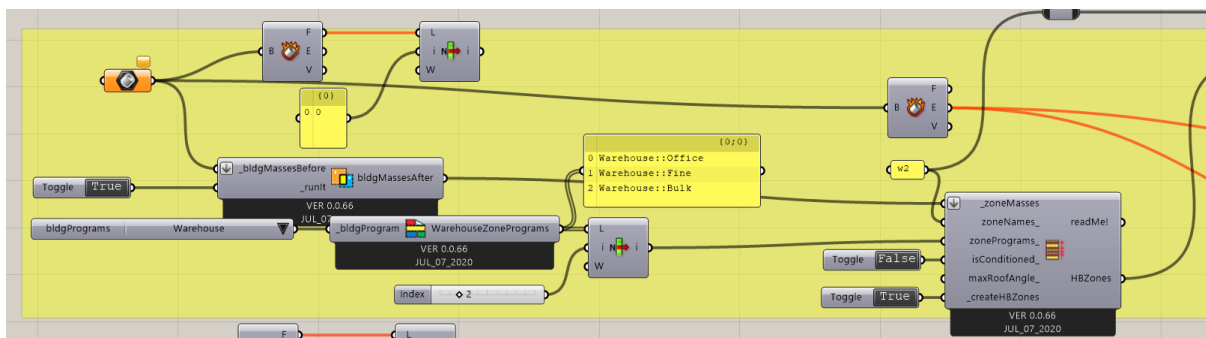 F
L
B
E
i
N
i
V
W
{0}
0 0
B
F
E
V
{0;0}
0 Warehouse::Office
1 Warehouse::Fine
2 Warehouse::Bulk
w2
_bldgMassesBefore
bldgMassesAfter
_runIt
VER 0.0.66
JUL_07_2020
Toggle True
bldgPrograms Warehouse
_bldgProgram
WarehouseZonePrograms
VER 0.0.66
JUL_07_2020
L
i
N
i
W
Index
2
_zoneMasses
zoneNames_
readMe!
zonePrograms_
isConditioned_
maxRoofAngle_
HBZones
_createHBZones
VER 0.0.66
JUL_07_2020
Toggle False
Toggle True
F
L